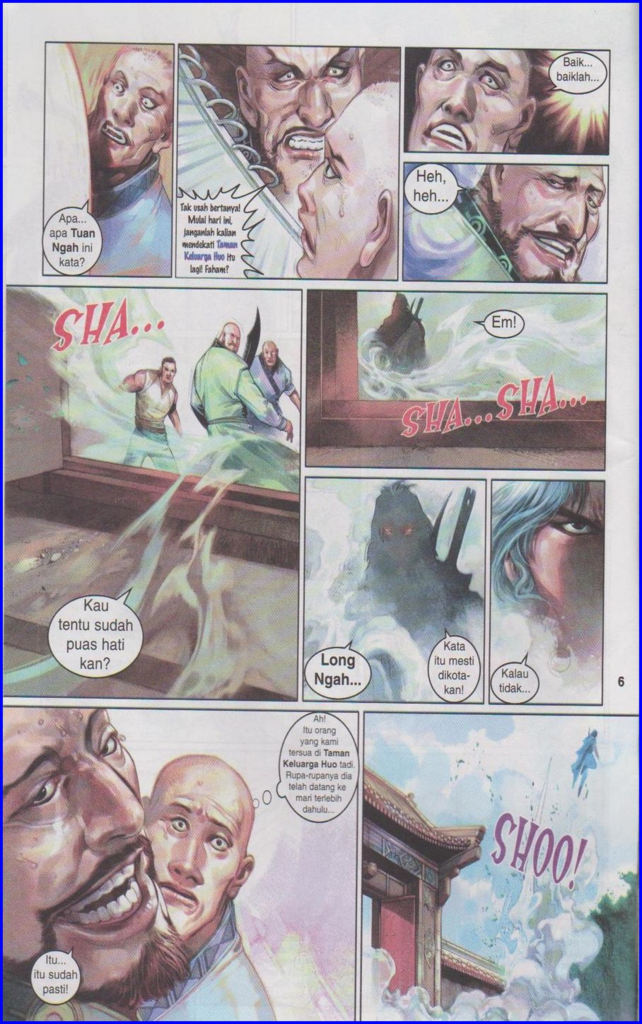 Apa...
apa Tuan
Ngah ini
kata?
Tak usah bertanya!
Mulai hari ini,
janganlah kalian
mendekati Taman
Keluarga Huo itu
lagi! Faham?
Baik...
baiklah...
Heh,
heh...
SHA...
Kau
tentu sudah
puas hati
kan?
Em!
SHA...SHA...
Long
Ngah...
Kata
itu mesti
dikota-
kan!
Kalau
tidak...
6
Ah!
Itu orang
yang kami
tersua di Taman
Keluarga Huo tadi.
Rupa-rupanya dia
telah datang ke
mari terlebih
dahulu...
Itu...
itu sudah
pasti!
SHOO!